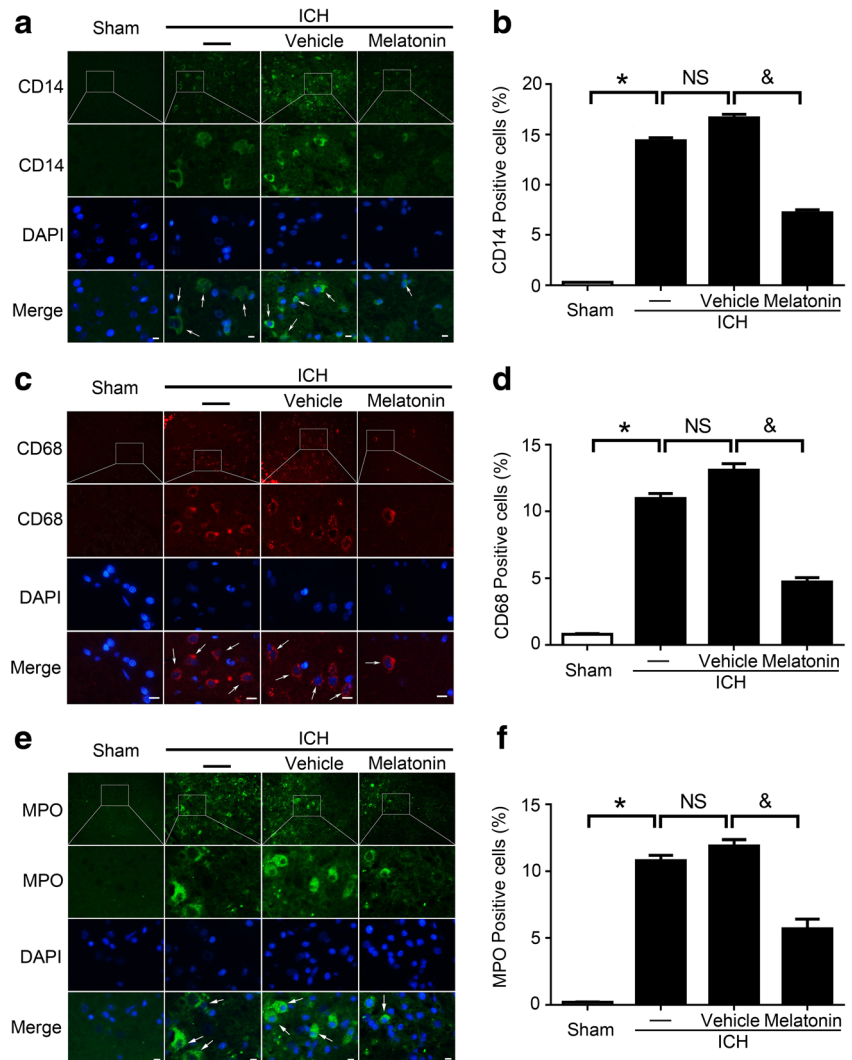 a
ICH
Sham — Vehicle Melatonin
CD14
CD14
DAPI
Merge
b
CD14 Positive cells (%)
20
15
10
5
0
* NS &
Sham — Vehicle Melatonin
ICH
c
ICH
Sham — Vehicle Melatonin
CD68
CD68
DAPI
Merge
d
CD68 Positive cells (%)
15
10
5
0
* NS &
Sham — Vehicle Melatonin
ICH
e
ICH
Sham — Vehicle Melatonin
MPO
MPO
DAPI
Merge
f
MPO Positive cells (%)
15
10
5
0
* NS &
Sham — Vehicle Melatonin
ICH